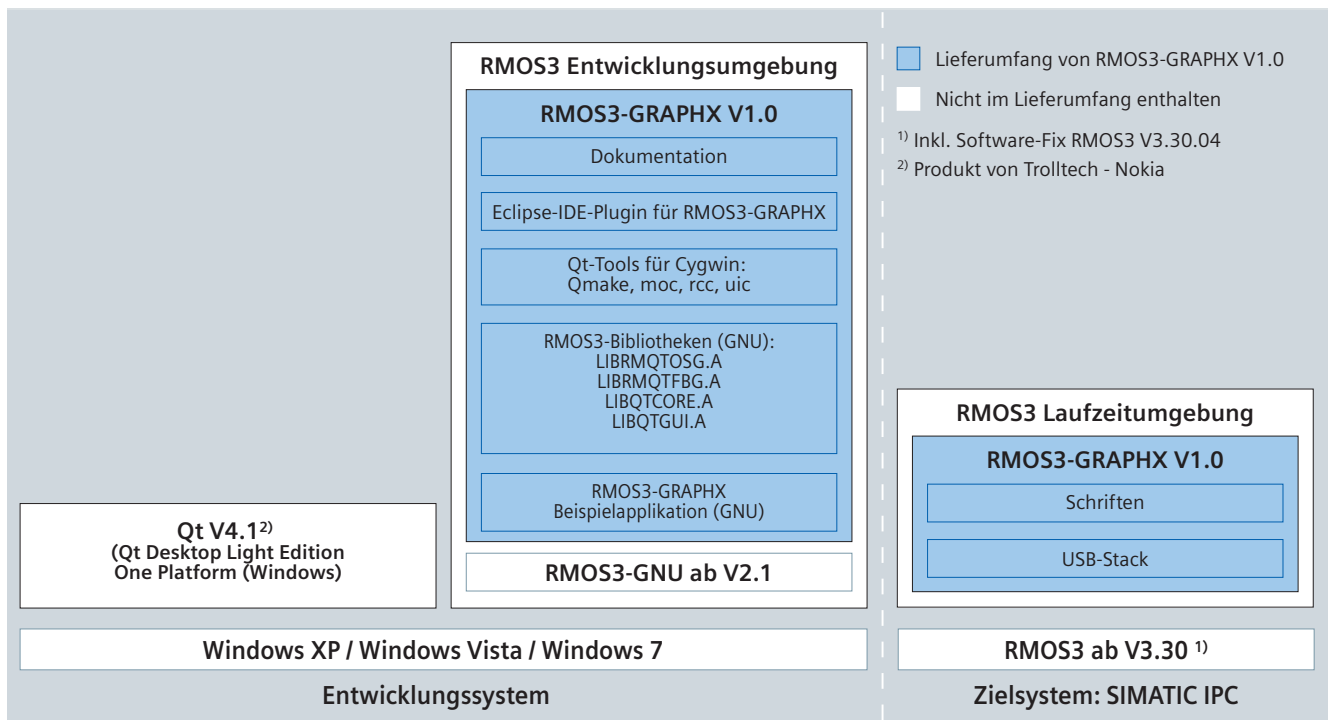 RMOS3 Entwicklungsumgebung
RMOS3-GRAPHX V1.0
Dokumentation
Eclipse-IDE-Plugin für RMOS3-GRAPHX
Qt-Tools für Cygwin:
Qmake, moc, rcc, uic
RMOS3-Bibliotheken (GNU):
LIBRMQTOSG.A
LIBRMQTFBG.A
LIBQTCORE.A
LIBQTGUI.A
RMOS3-GRAPHX
Beispielapplikation (GNU)
RMOS3-GNU ab V2.1
Qt V4.1²⁾
(Qt Desktop Light Edition
One Platform (Windows)
Windows XP / Windows Vista / Windows 7
Entwicklungssystem
Lieferumfang von RMOS3-GRAPHX V1.0
Nicht im Lieferumfang enthalten
¹⁾ Inkl. Software-Fix RMOS3 V3.30.04
²⁾ Produkt von Trolltech - Nokia
RMOS3 Laufzeitumgebung
RMOS3-GRAPHX V1.0
Schriften
USB-Stack
RMOS3 ab V3.30 ¹⁾
Zielsystem: SIMATIC IPC